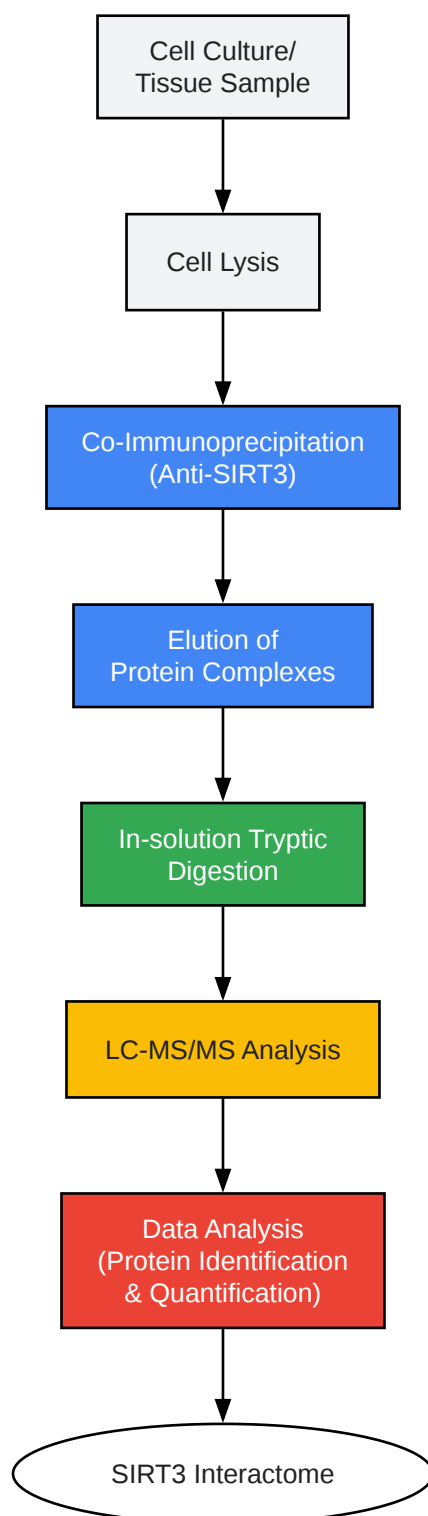 Cell Culture/
Tissue Sample
Cell Lysis
Co-Immunoprecipitation
(Anti-SIRT3)
Elution of
Protein Complexes
In-solution Tryptic
Digestion
LC-MS/MS Analysis
Data Analysis
(Protein Identification
& Quantification)
SIRT3 Interactome